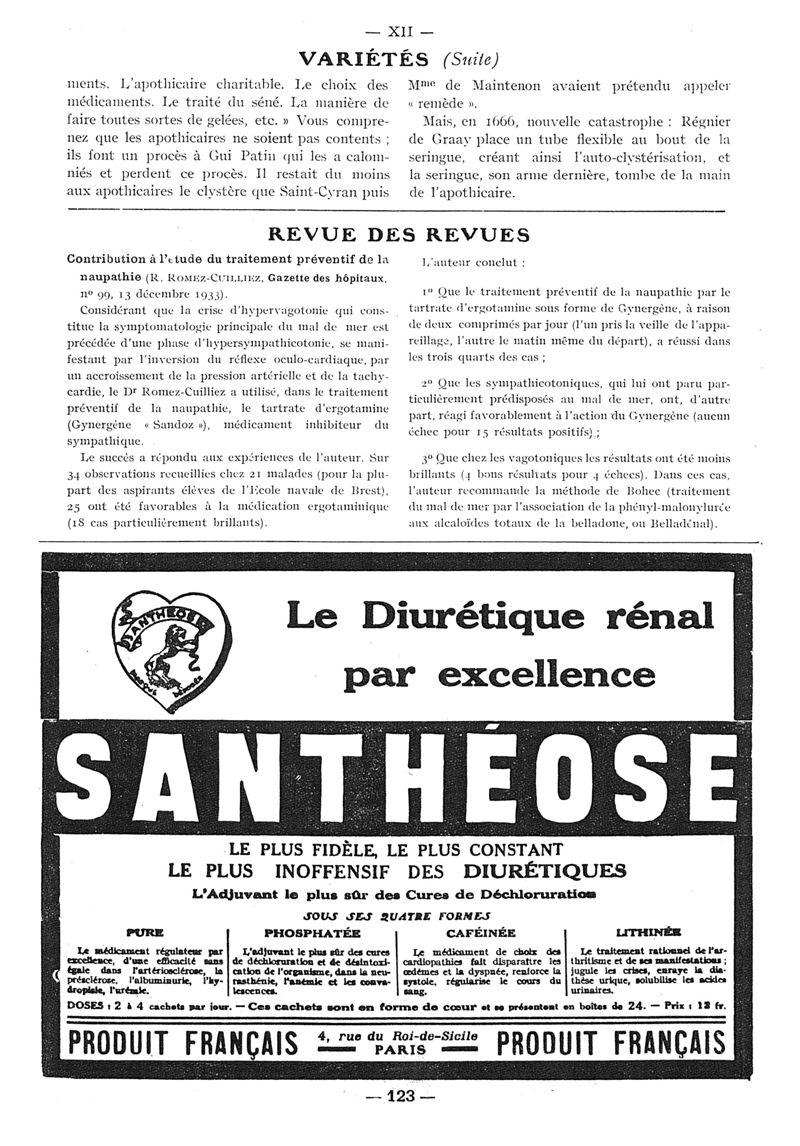 — XII —
VARIÉTÉS (Suite)
ments. L'apothicaire charitable. Le choix des
médicaments. Le traité du séné. La manière de
faire toutes sortes de gelées, etc. » Vous compre-
nez que les apothicaires ne soient pas contents ;
ils font un procès à Gui Patin qui les a calom-
niés et perdent ce procès. Il restait du moins
aux apothicaires le clystère que Saint-Cyran puis
Mme de Maintenon avaient prétendu appeler
« remède ».
Mais, en 1666, nouvelle catastrophe : Régnier
de Graay place un tube flexible au bout de la
seringue, créant ainsi l'auto-clystérisation, et
la seringue, son arme dernière, tombe de la main
de l'apothicaire.
REVUE DES REVUES
Contribution à l'étude du traitement préventif de la
naupathie (R. ROMEZ-CUILLIEZ, Gazette des hôpitaux,
nº 99, 13 décembre 1933).
Considérant que la crise d'hypervagotonie qui cons-
titue la symptomatologie principale du mal de mer est
précédée d'une phase d'hypersympathicotonie, se mani-
festant par l'inversion du réflexe oculo-cardiaque, par
un accroissement de la pression artérielle et de la tachy-
cardie, le Dr Romez-Cuilliez a utilisé, dans le traitement
préventif de la naupathie, le tartrate d'ergotamine
(Gynergène « Sandoz »), médicament inhibiteur du
sympathique.
Le succés a répondu aux expériences de l'auteur. Sur
34 observations recueillies chez 21 malades (pour la plu-
part des aspirants élèves de l'École navale de Brest),
25 ont été favorables à la médication ergotaminique
(18 cas particulièrement brillants).
L'auteur conclut :
1º Que le traitement préventif de la naupathie par le
tartrate d'ergotamine sous forme de Gynergène, à raison
de deux comprimés par jour (l'un pris la veille de l'appa-
reillage, l'autre le matin même du départ), a réussi dans
les trois quarts des cas ;
2º Que les sympathicotoniques, qui lui ont paru par-
ticulièrement prédisposés au mal de mer, ont, d'autre
part, réagi favorablement à l'action du Gynergène (aucun
échec pour 15 résultats positifs) ;
3º Que chez les vagotoniques les résultats ont été moins
brillants (4 bons résultats pour 4 échecs). Dans ces cas,
l'auteur recommande la méthode de Bohec (traitement
du mal de mer par l'association de la phényl-malonylurée
aux alcaloïdes totaux de la belladone, ou Belladénal).
SANTHÉOSE
marque déposée
Le Diurétique rénal
par excellence
SANTHÉOSE
LE PLUS FIDÈLE, LE PLUS CONSTANT
LE PLUS INOFFENSIF DES DIURÉTIQUES
L'Adjuvant le plus sûr des Cures de Déchloruration
SOUS SES QUATRE FORMES
PURE
Le médicament régulateur par
excellence, d'une efficacité sans
égale dans l'artériosclérose, la
présclérose, l'albuminurie, l'hy-
dropisie, l'urémie.
PHOSPHATÉE
L'adjuvant le plus sûr des cures
de déchloruration et de désintoxi-
cation de l'organisme, dans la neu-
rasthénie, l'anémie et les conva-
lescences.
CAFÉINÉE
Le médicament de choix des
cardiopathies fait disparaître les
œdèmes et la dyspnée, renforce la
systole, régularise le cours du
sang.
LITHINÉE
Le traitement rationnel de l'ar-
thritisme et de ses manifestations ;
jugule les crises, enraye la dia-
thèse urique, solubilise les acides
urinaires.
DOSES : 2 à 4 cachets par jour. — Ces cachets sont en forme de cœur et se présentent en boîtes de 24. — Prix : 12 fr.
PRODUIT FRANÇAIS
4, rue du Roi-de-Sicile
PARIS
PRODUIT FRANÇAIS
— 123 —